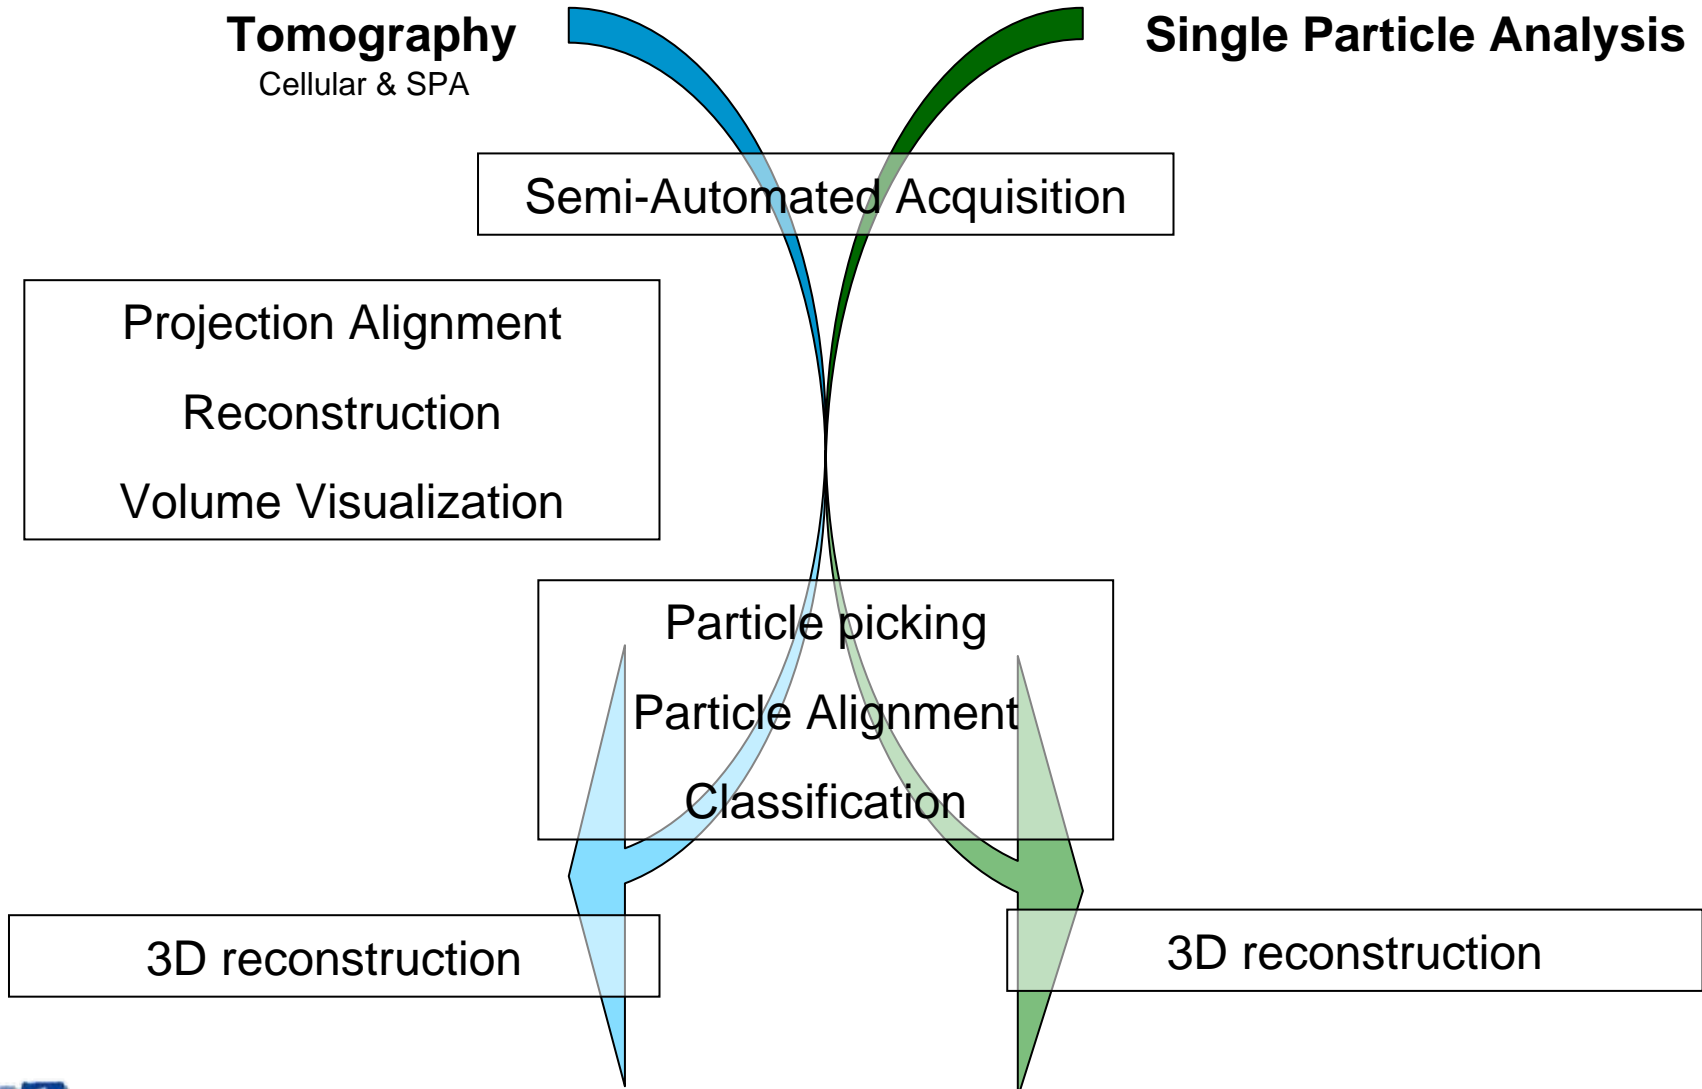 Tomography
Cellular & SPA
Single Particle Analysis
Semi-Automated Acquisition
Projection Alignment
Reconstruction
Volume Visualization
Particle picking
Particle Alignment
Classification
3D reconstruction
3D reconstruction